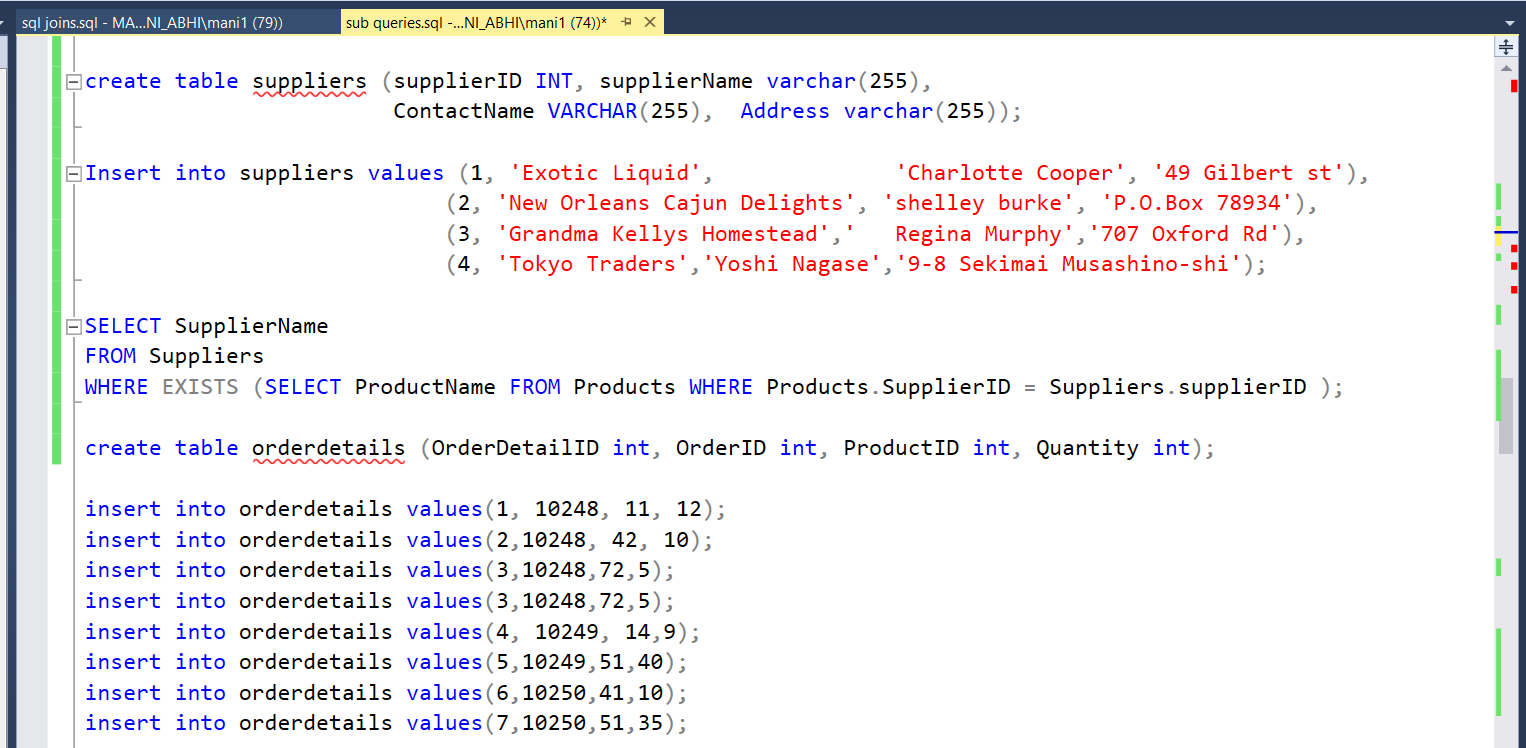 sql joins.sql - MA...NI_ABHI\mani1 (79)) sub queries.sql -...NI_ABHI\mani1 (74))*
create table suppliers (supplierID INT, supplierName varchar(255),
ContactName VARCHAR(255), Address varchar(255));
Insert into suppliers values (1, 'Exotic Liquid', 'Charlotte Cooper', '49 Gilbert st'),
(2, 'New Orleans Cajun Delights', 'shelley burke', 'P.O.Box 78934'),
(3, 'Grandma Kellys Homestead',' Regina Murphy','707 Oxford Rd'),
(4, 'Tokyo Traders','Yoshi Nagase','9-8 Sekimai Musashino-shi');
SELECT SupplierName
FROM Suppliers
WHERE EXISTS (SELECT ProductName FROM Products WHERE Products.SupplierID = Suppliers.supplierID );
create table orderdetails (OrderDetailID int, OrderID int, ProductID int, Quantity int);
insert into orderdetails values(1, 10248, 11, 12);
insert into orderdetails values(2,10248, 42, 10);
insert into orderdetails values(3,10248,72,5);
insert into orderdetails values(3,10248,72,5);
insert into orderdetails values(4, 10249, 14,9);
insert into orderdetails values(5,10249,51,40);
insert into orderdetails values(6,10250,41,10);
insert into orderdetails values(7,10250,51,35);